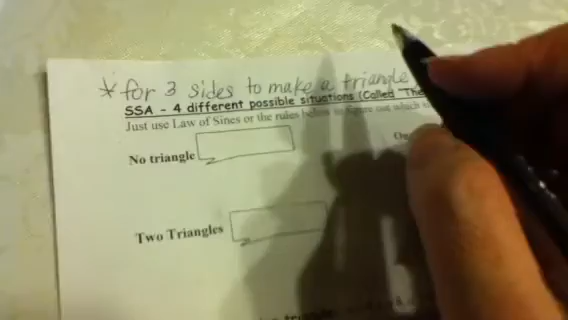 * for 3 sides to make a triangle
SSA - 4 different possible situations (Called "The
Just use Law of Sines or the rules below to figure out which
No triangle
Two Triangles